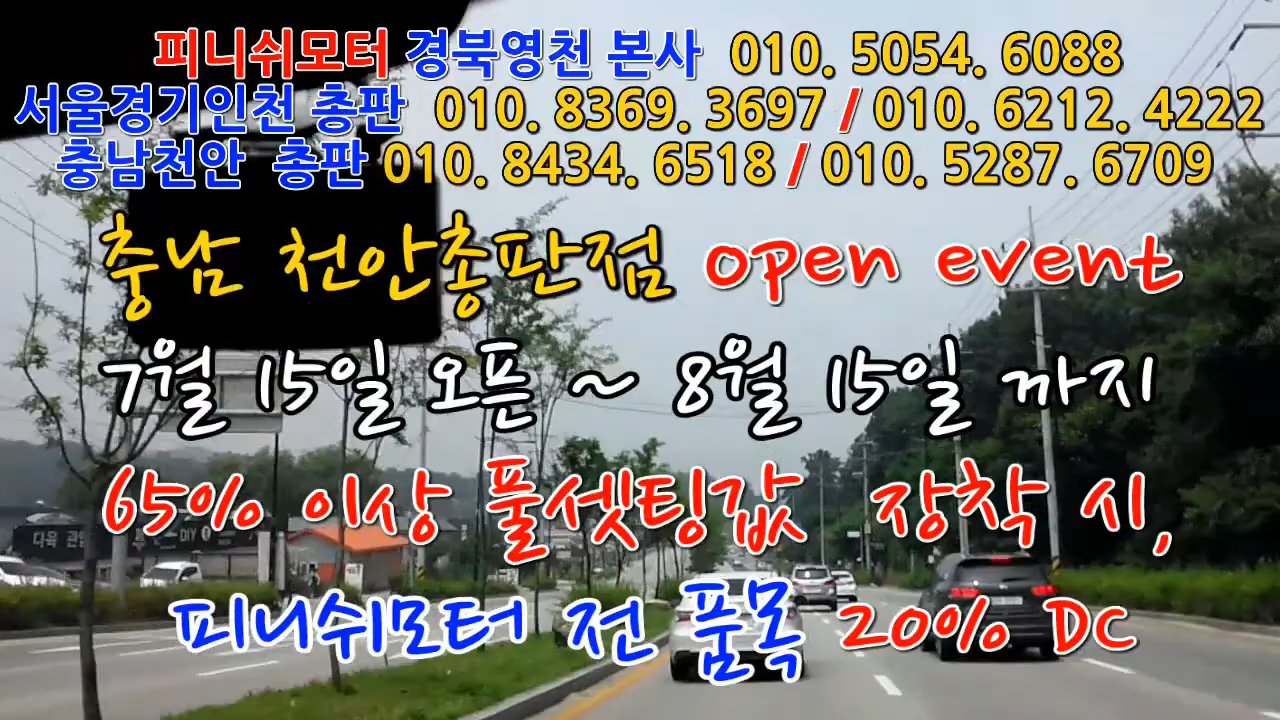 피니쉬모터 경북영천 본사 010. 5054. 6088
서울경기인천 총판 010. 8369. 3697 / 010. 6212. 4222
충남천안 총판 010. 8434. 6518 / 010. 5287. 6709
충남 천안총판점 open event
7월 15일 오픈 ~ 8월 15일 까지
65% 이상 풀셋팅값 장착 시,
피니쉬모터 전 품목 20% DC
다육
DIY